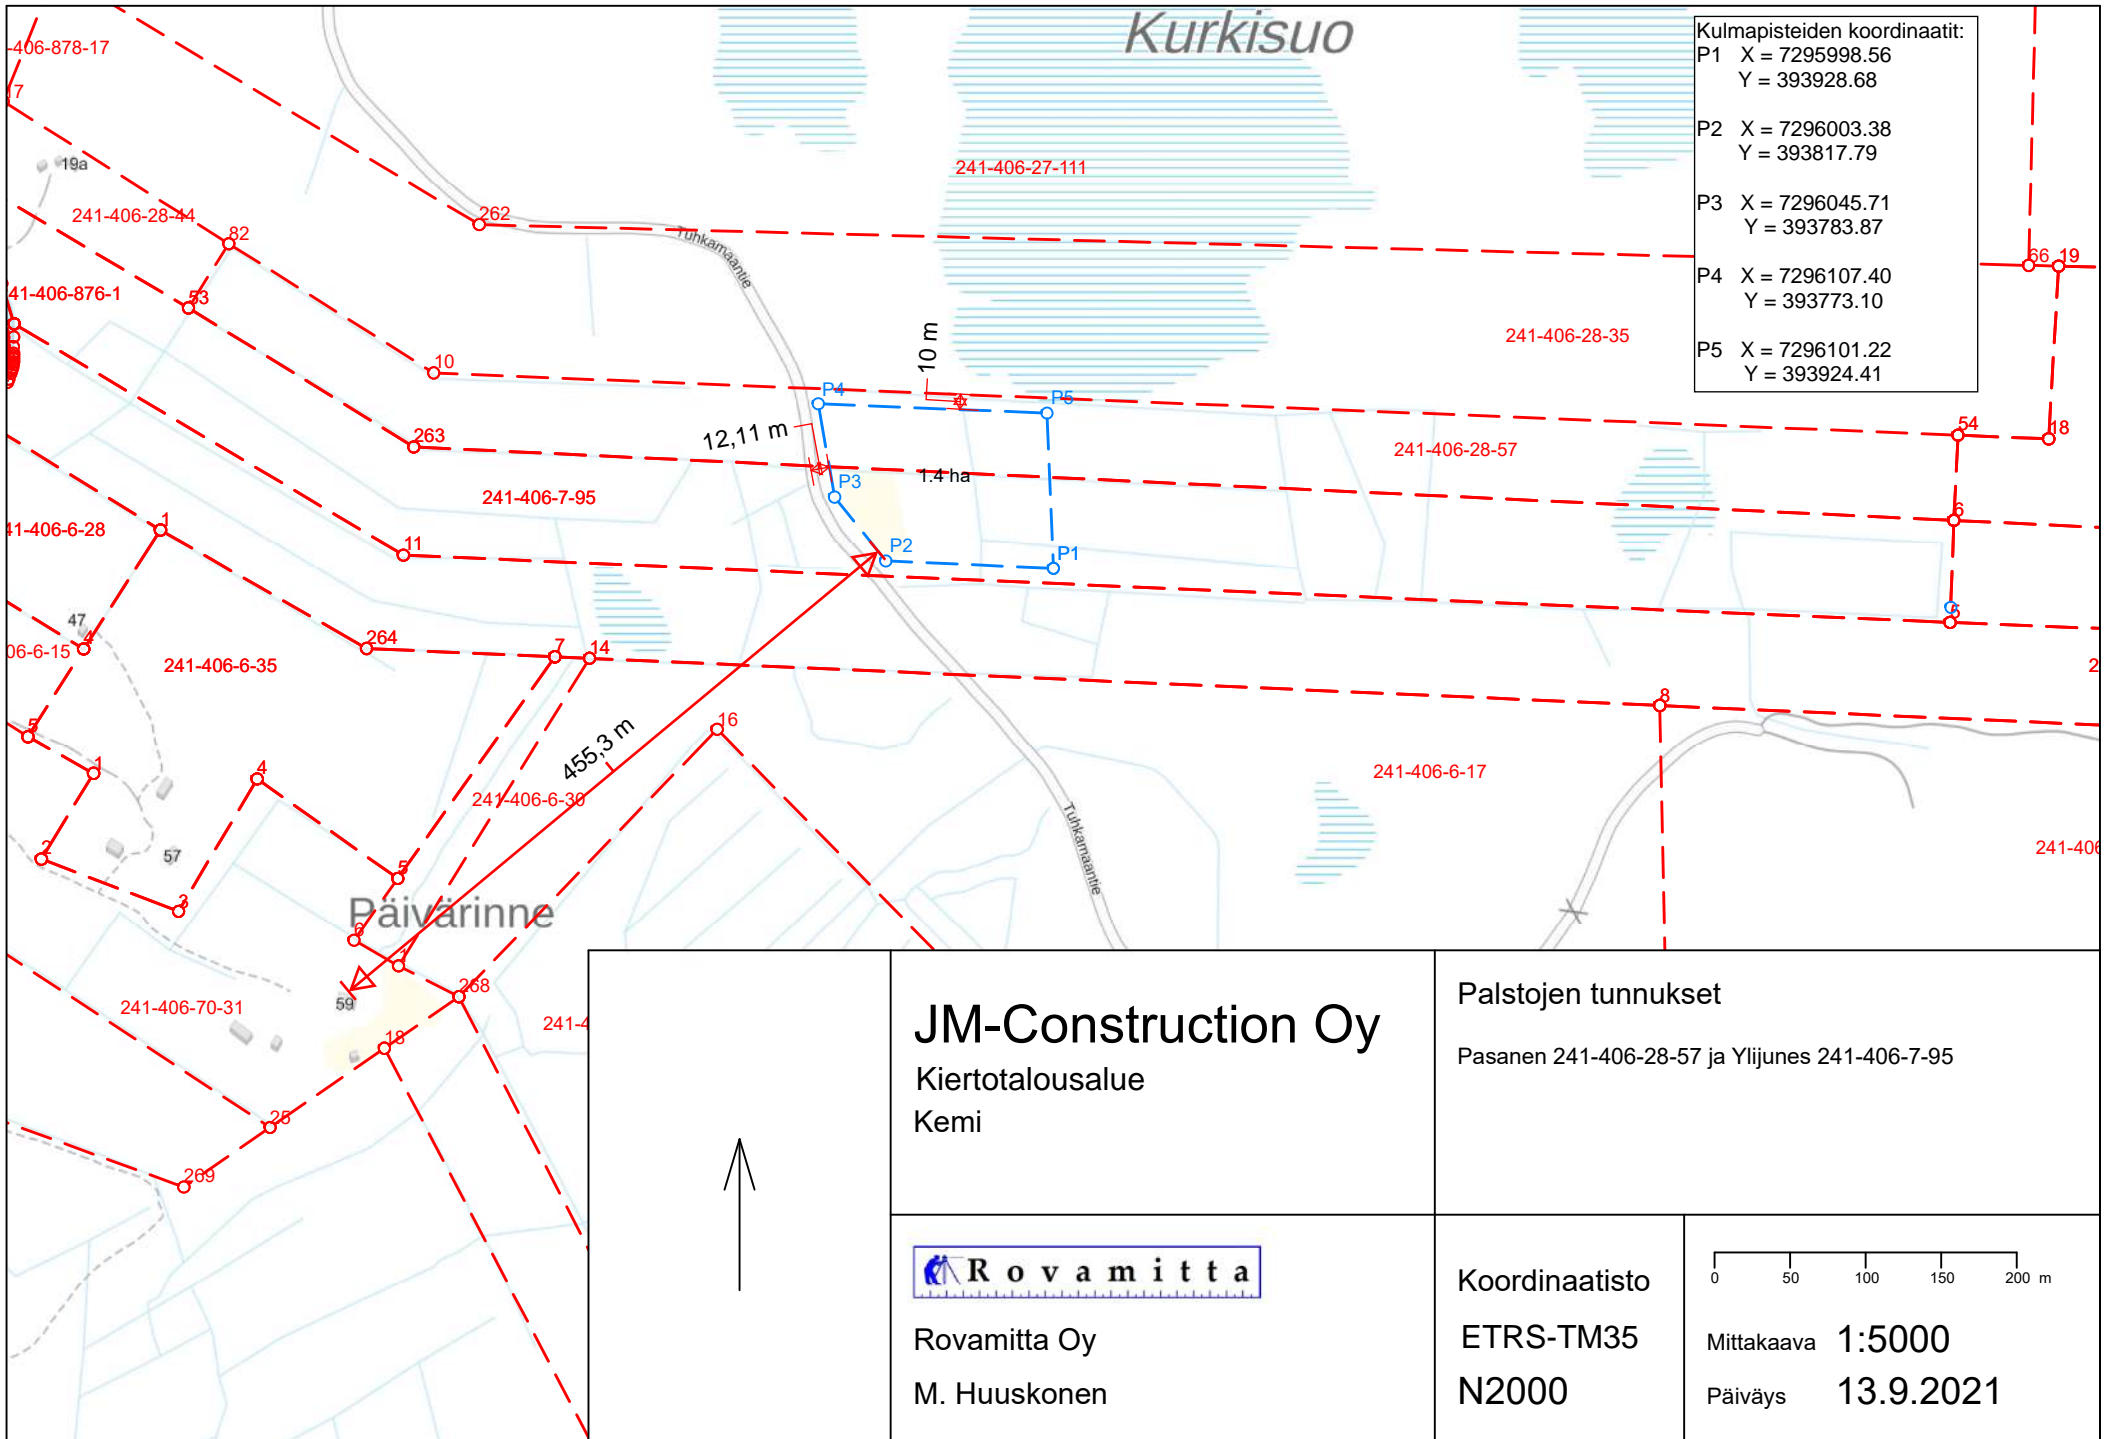 Kurkisuo
Kulmapisteiden koordinaatit:
P1 X = 7295998.56
Y = 393928.68
P2 X = 7296003.38
Y = 393817.79
P3 X = 7296045.71
Y = 393783.87
P4 X = 7296107.40
Y = 393773.10
P5 X = 7296101.22
Y = 393924.41
-406-878-17
7
19a
241-406-27-111
241-406-28-44
82
262
Tuhkamaantie
66
19
41-406-876-1
53
10 m
241-406-28-35
10
P4
P5
12,11 m
263
54
18
241-406-28-57
1.4 ha
P3
241-406-7-95
6
41-406-6-28
1
11
P2
P1
5
47
4
264
7
14
06-6-15
241-406-6-35
2
8
16
5
455,3 m
1
4
241-406-6-30
241-406-6-17
Tuhkamaantie
2
57
241-406
5
3
Päivärinne
6
1
268
59
241-406-70-31
241-4
18
25
269
JM-Construction Oy
Kiertotalousalue
Kemi
Palstojen tunnukset
Pasanen 241-406-28-57 ja Ylijunes 241-406-7-95
Rovamitta
Rovamitta Oy
M. Huuskonen
Koordinaatisto
ETRS-TM35
N2000
0 50 100 150 200 m
Mittakaava 1:5000
Päiväys 13.9.2021